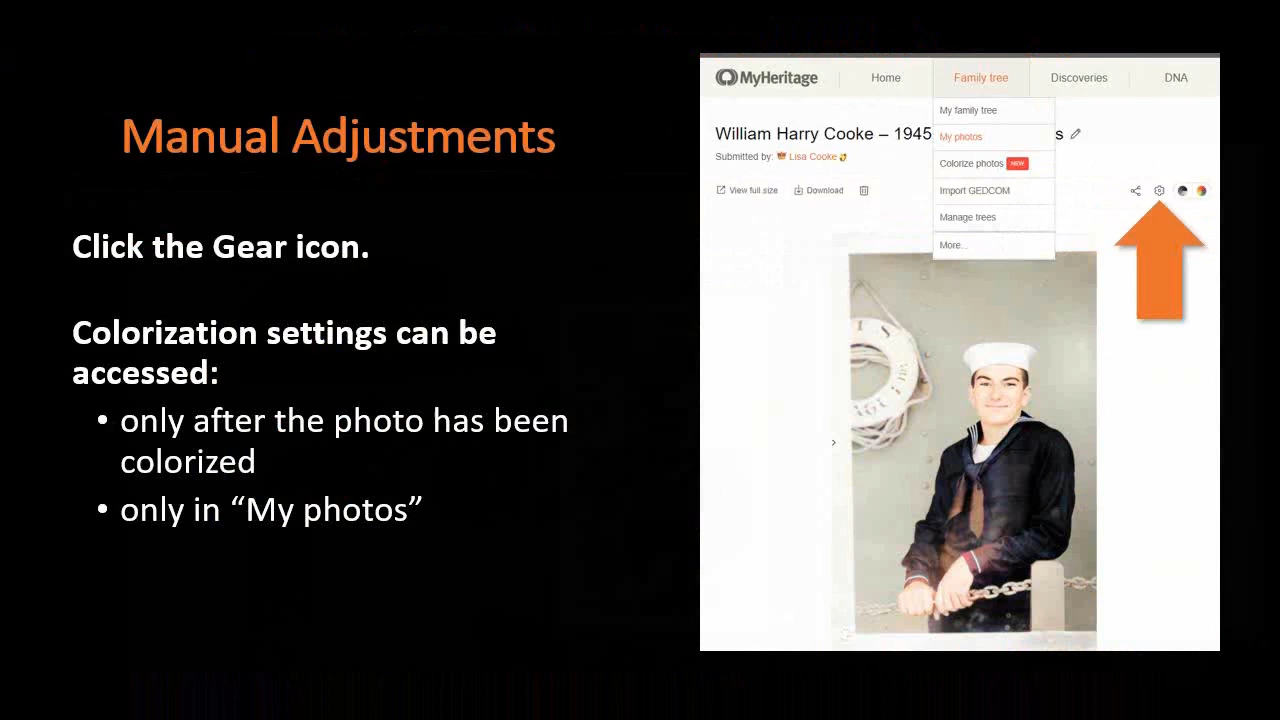 Manual Adjustments
Click the Gear icon.
Colorization settings can be
accessed:
• only after the photo has been
colorized
• only in “My photos”
MyHeritage
Home
Family tree
Discoveries
DNA
My family tree
My photos
Colorize photos NEW
Import GEDCOM
Manage trees
More...
William Harry Cooke – 1945
s
Submitted by: Lisa Cooke
View full size
Download